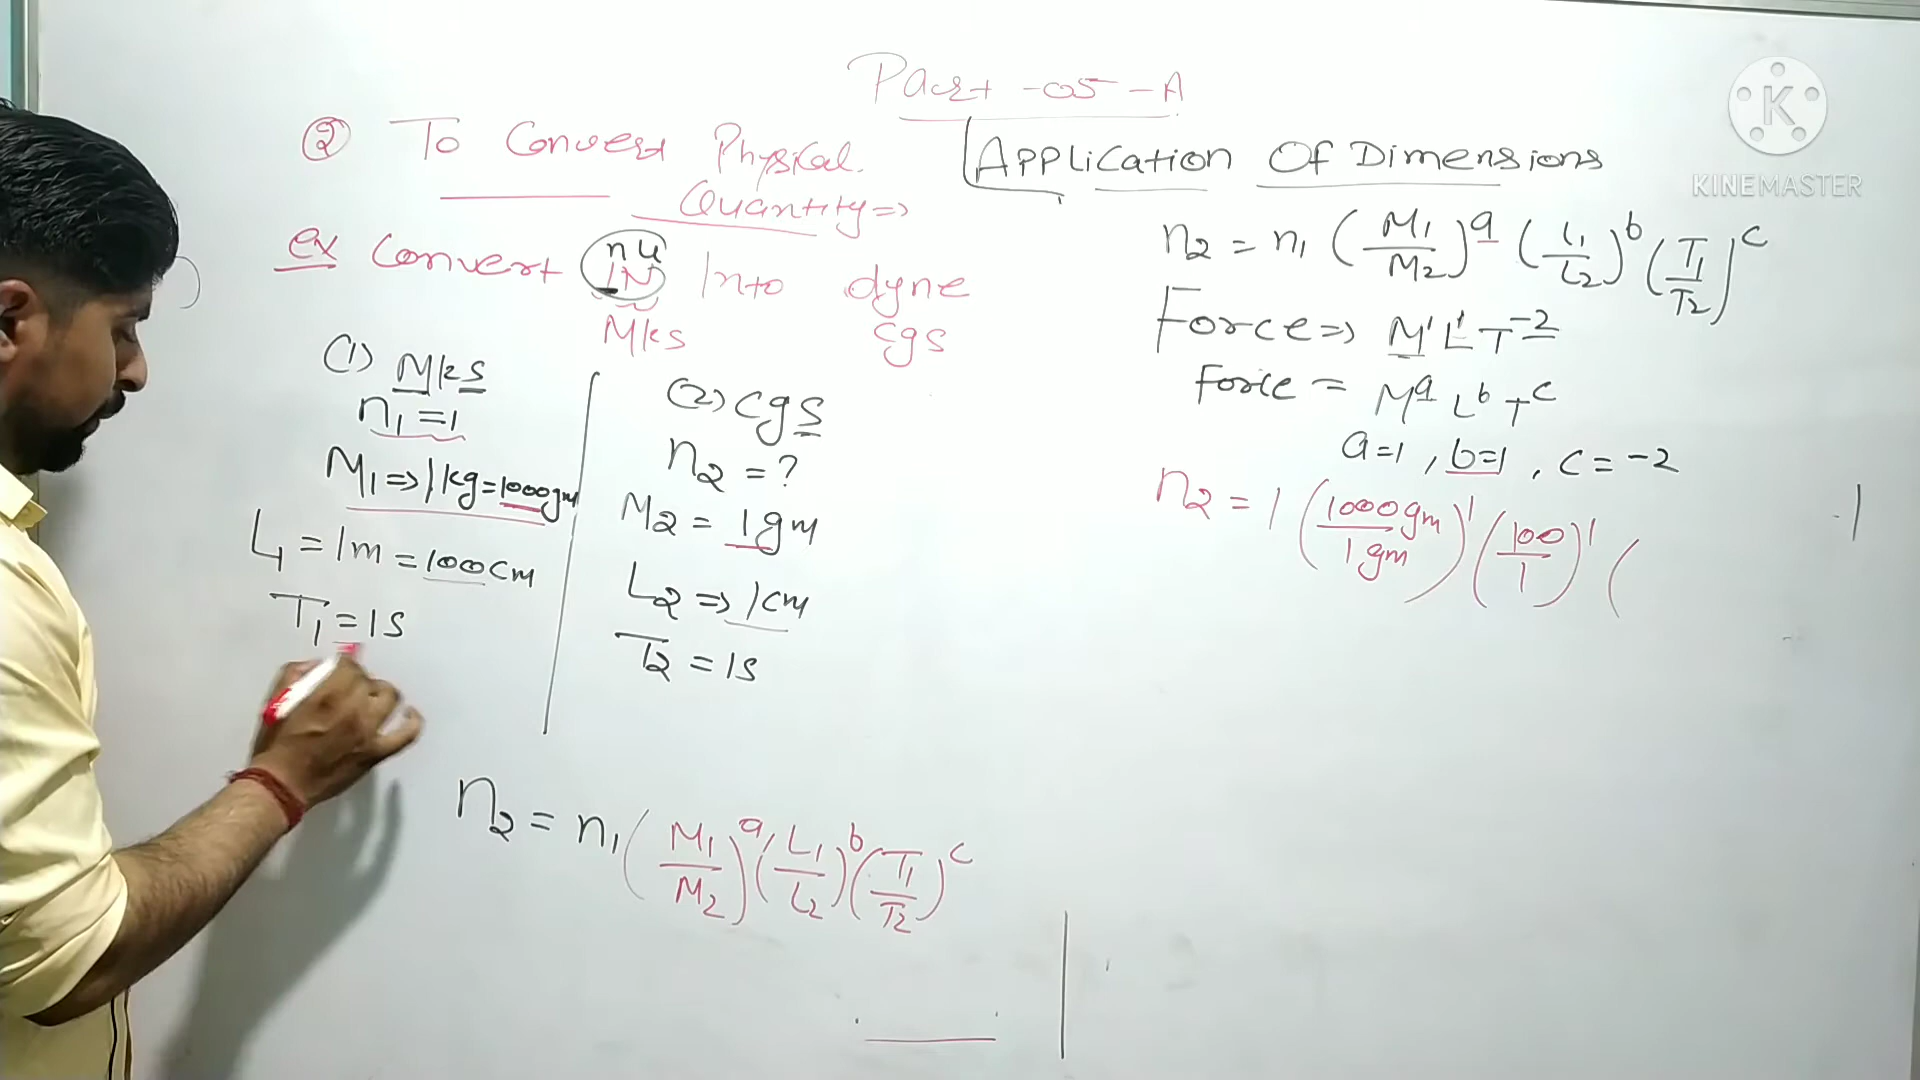 Part -05-A
② To Convert Physical Quantity=>
Application Of Dimensions
KINEMASTER
ex Convert 1N Into dyne
nu
Mks cgs
(1) Mks
n₁=1
M₁=>1kg=1000gm
L₁=1m=100cm
T₁=1s
(2) cgs
n₂=?
M₂=1gm
L₂=>1cm
T₂=1s
n₂=n₁(M₁/M₂)ᵃ(L₁/L₂)ᵇ(T₁/T₂)ᶜ
n₂=n₁(M₁/M₂)ᵃ(L₁/L₂)ᵇ(T₁/T₂)ᶜ
Force=> M¹L¹T⁻²
Force = MᵃLᵇTᶜ
a=1, b=1, c=-2
n₂=1(1000gm/1gm)¹(100/1)¹(